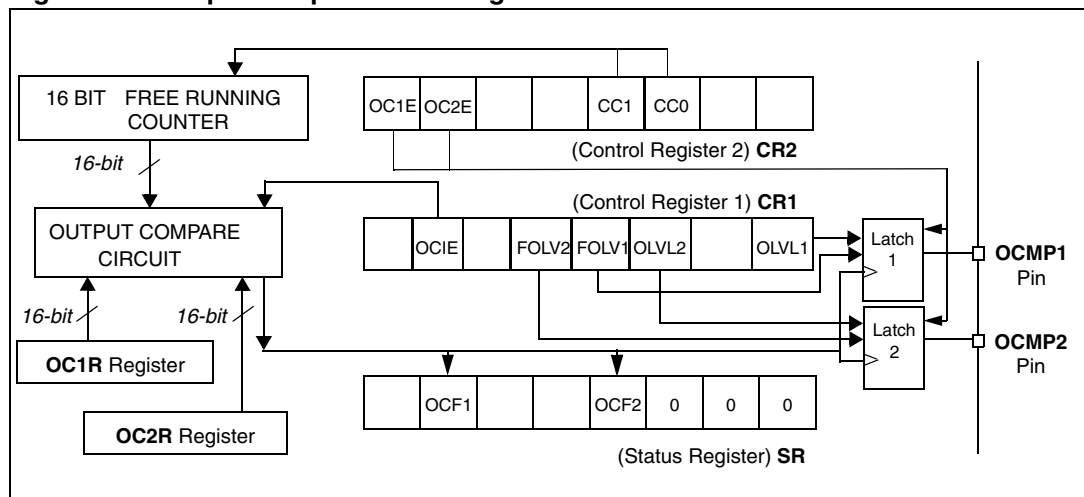 16 BIT FREE RUNNING
COUNTER
16-bit
OC1E OC2E CC1 CC0
(Control Register 2) CR2
(Control Register 1) CR1
OUTPUT COMPARE
CIRCUIT
OCIE FOLV2 FOLV1 OLVL2 OLVL1
Latch
1
OCMP1
Pin
16-bit 16-bit
Latch
2
OCMP2
Pin
OC1R Register
OCF1 OCF2 0 0 0
OC2R Register
(Status Register) SR